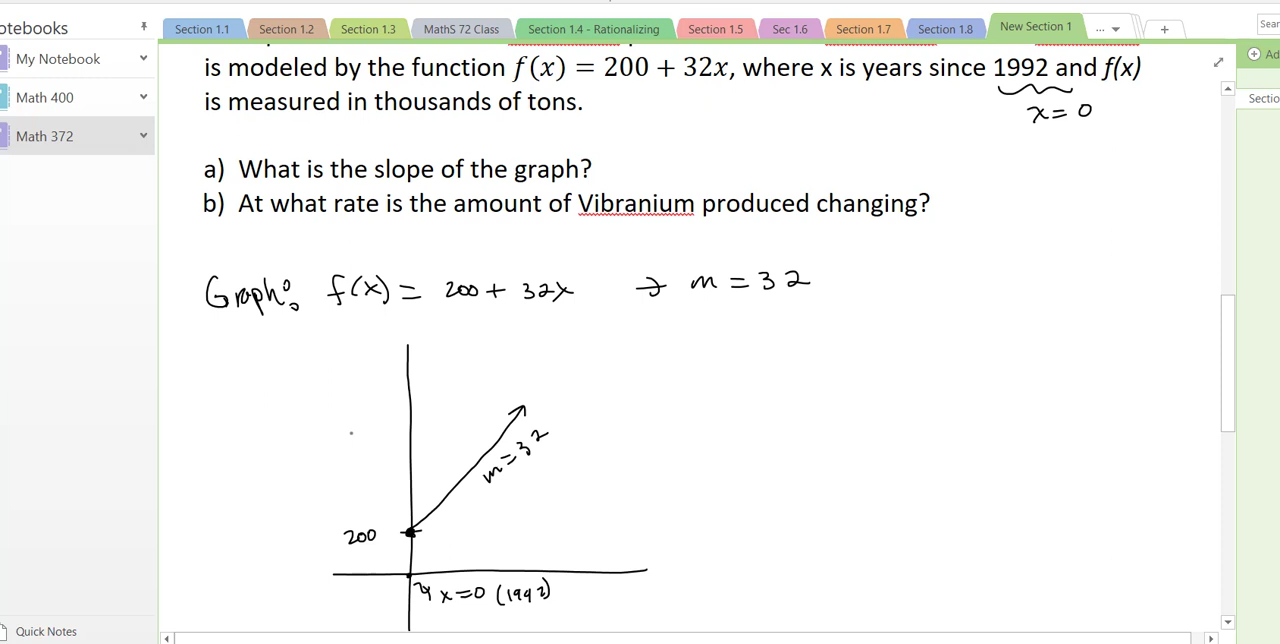 otebooks
My Notebook
Math 400
Math 372
Quick Notes
Section 1.1
Section 1.2
Section 1.3
MathS 72 Class
Section 1.4 - Rationalizing
Section 1.5
Sec 1.6
Section 1.7
Section 1.8
New Section 1
...
+
Sear
Ad
Sectio
is modeled by the function f(x) = 200 + 32x, where x is years since 1992 and f(x)
is measured in thousands of tons.
x = 0
a) What is the slope of the graph?
b) At what rate is the amount of Vibranium produced changing?
Graph: f(x) = 200 + 32x → m = 32
m = 32
200
x=0 (1992)